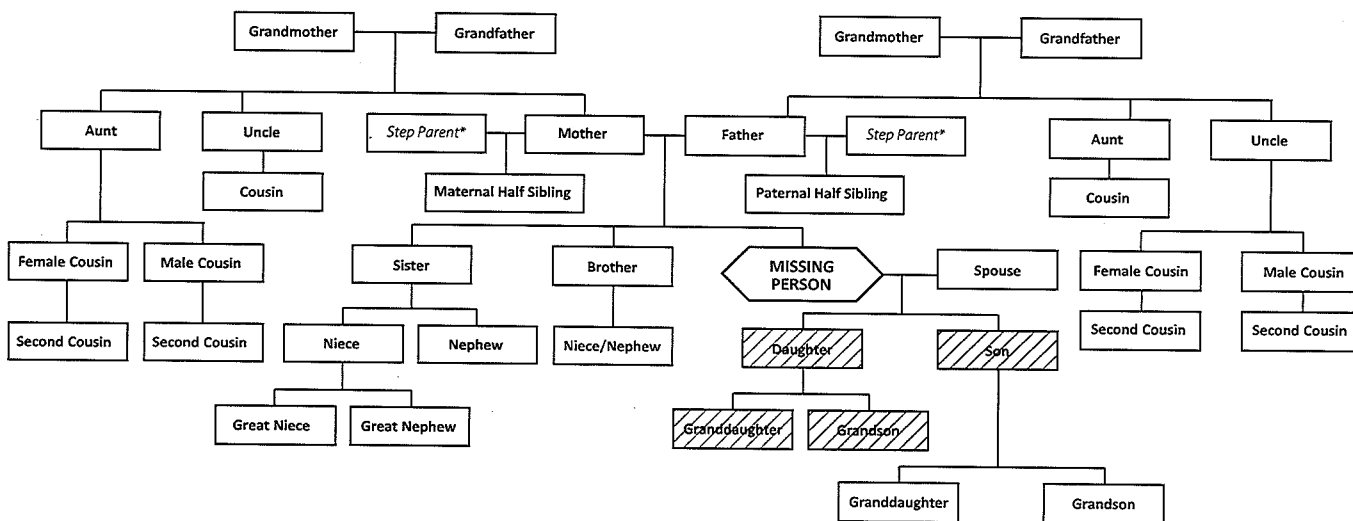 Grandmother
Grandfather
Grandmother
Grandfather
Aunt
Uncle
Step Parent*
Mother
Father
Step Parent*
Aunt
Uncle
Cousin
Maternal Half Sibling
Paternal Half Sibling
Cousin
Female Cousin
Male Cousin
Sister
Brother
MISSING
PERSON
Spouse
Female Cousin
Male Cousin
Second Cousin
Second Cousin
Niece
Nephew
Niece/Nephew
Daughter
Son
Second Cousin
Second Cousin
Great Niece
Great Nephew
Granddaughter
Grandson
Granddaughter
Grandson